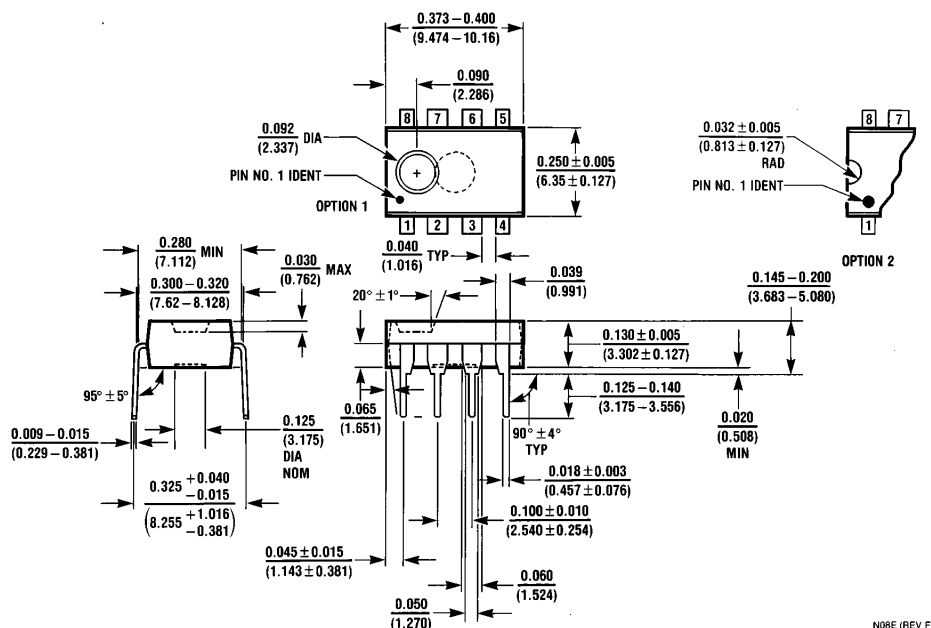 0.373 – 0.400
(9.474 – 10.16)
0.090
(2.286)
8 7 6 5
0.092 DIA
(2.337)
PIN NO. 1 IDENT
OPTION 1
1 2 3 4
0.250 ± 0.005
(6.35 ± 0.127)
0.032 ± 0.005
(0.813 ± 0.127)
RAD
PIN NO. 1 IDENT
8 7
1
OPTION 2
0.280 MIN
(7.112)
0.300 – 0.320
(7.62 – 8.128)
0.030 MAX
(0.762)
0.040 TYP
(1.016)
0.039
(0.991)
0.145 – 0.200
(3.683 – 5.080)
20° ± 1°
0.130 ± 0.005
(3.302 ± 0.127)
95° ± 5°
0.009 – 0.015
(0.229 – 0.381)
0.125
(3.175)
DIA
NOM
0.065
(1.651)
90° ± 4°
TYP
0.125 – 0.140
(3.175 – 3.556)
0.020
(0.508)
MIN
0.018 ± 0.003
(0.457 ± 0.076)
0.325 +0.040
–0.015
(8.255 +1.016
–0.381)
0.100 ± 0.010
(2.540 ± 0.254)
0.045 ± 0.015
(1.143 ± 0.381)
0.060
(1.524)
0.050
(1.270)
N08E (REV F